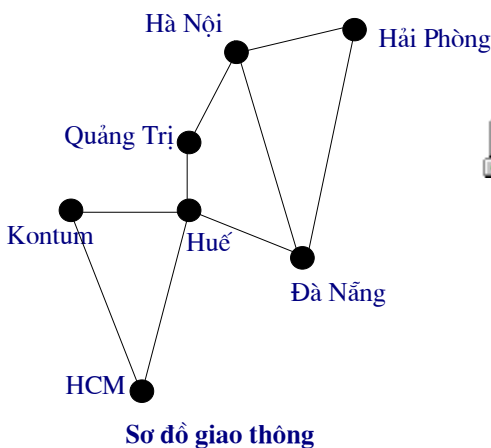 Hà Nội
Hải Phòng
Quảng Trị
Kontum
Huế
Đà Nẵng
HCM
Sơ đồ giao thông